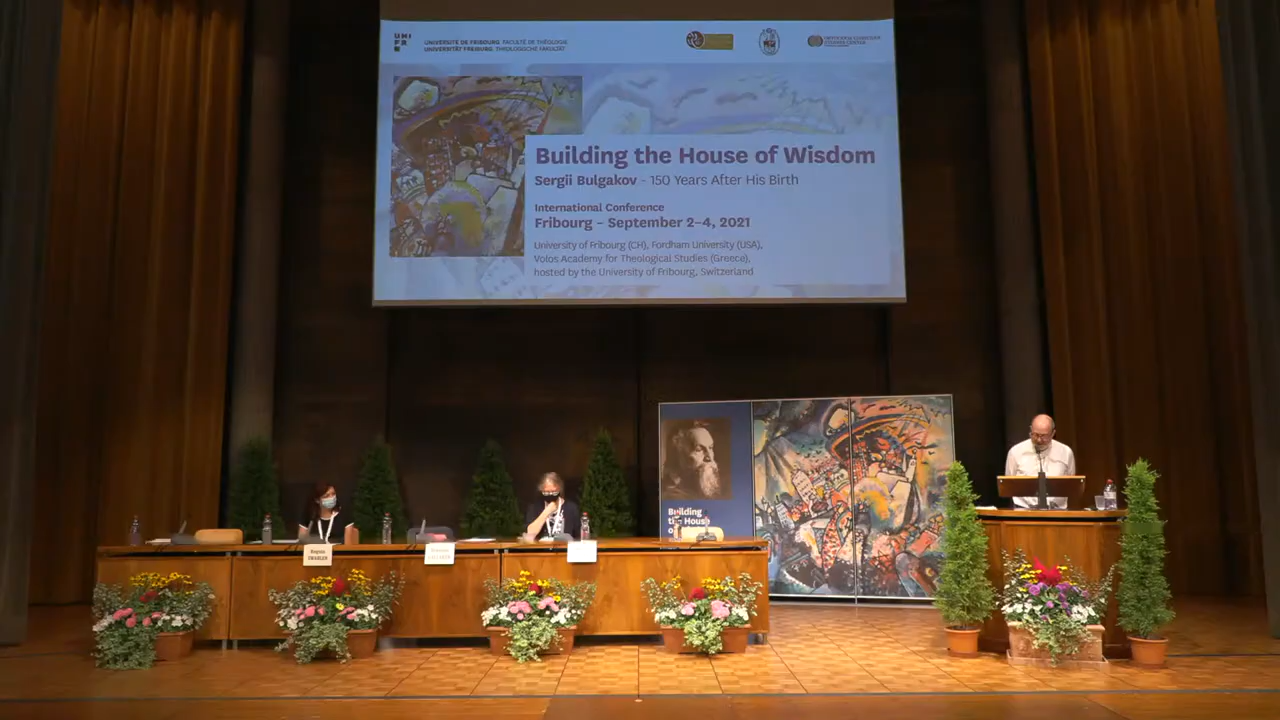 UNI
FR
UNIVERSITÉ DE FRIBOURG FACULTÉ DE THÉOLOGIE
UNIVERSITÄT FREIBURG THEOLOGISCHE FAKULTÄT
Building the House of Wisdom
Sergii Bulgakov - 150 Years After His Birth
International Conference
Fribourg – September 2–4, 2021
University of Fribourg (CH), Fordham University (USA),
Volos Academy for Theological Studies (Greece),
hosted by the University of Fribourg, Switzerland
Building
the House